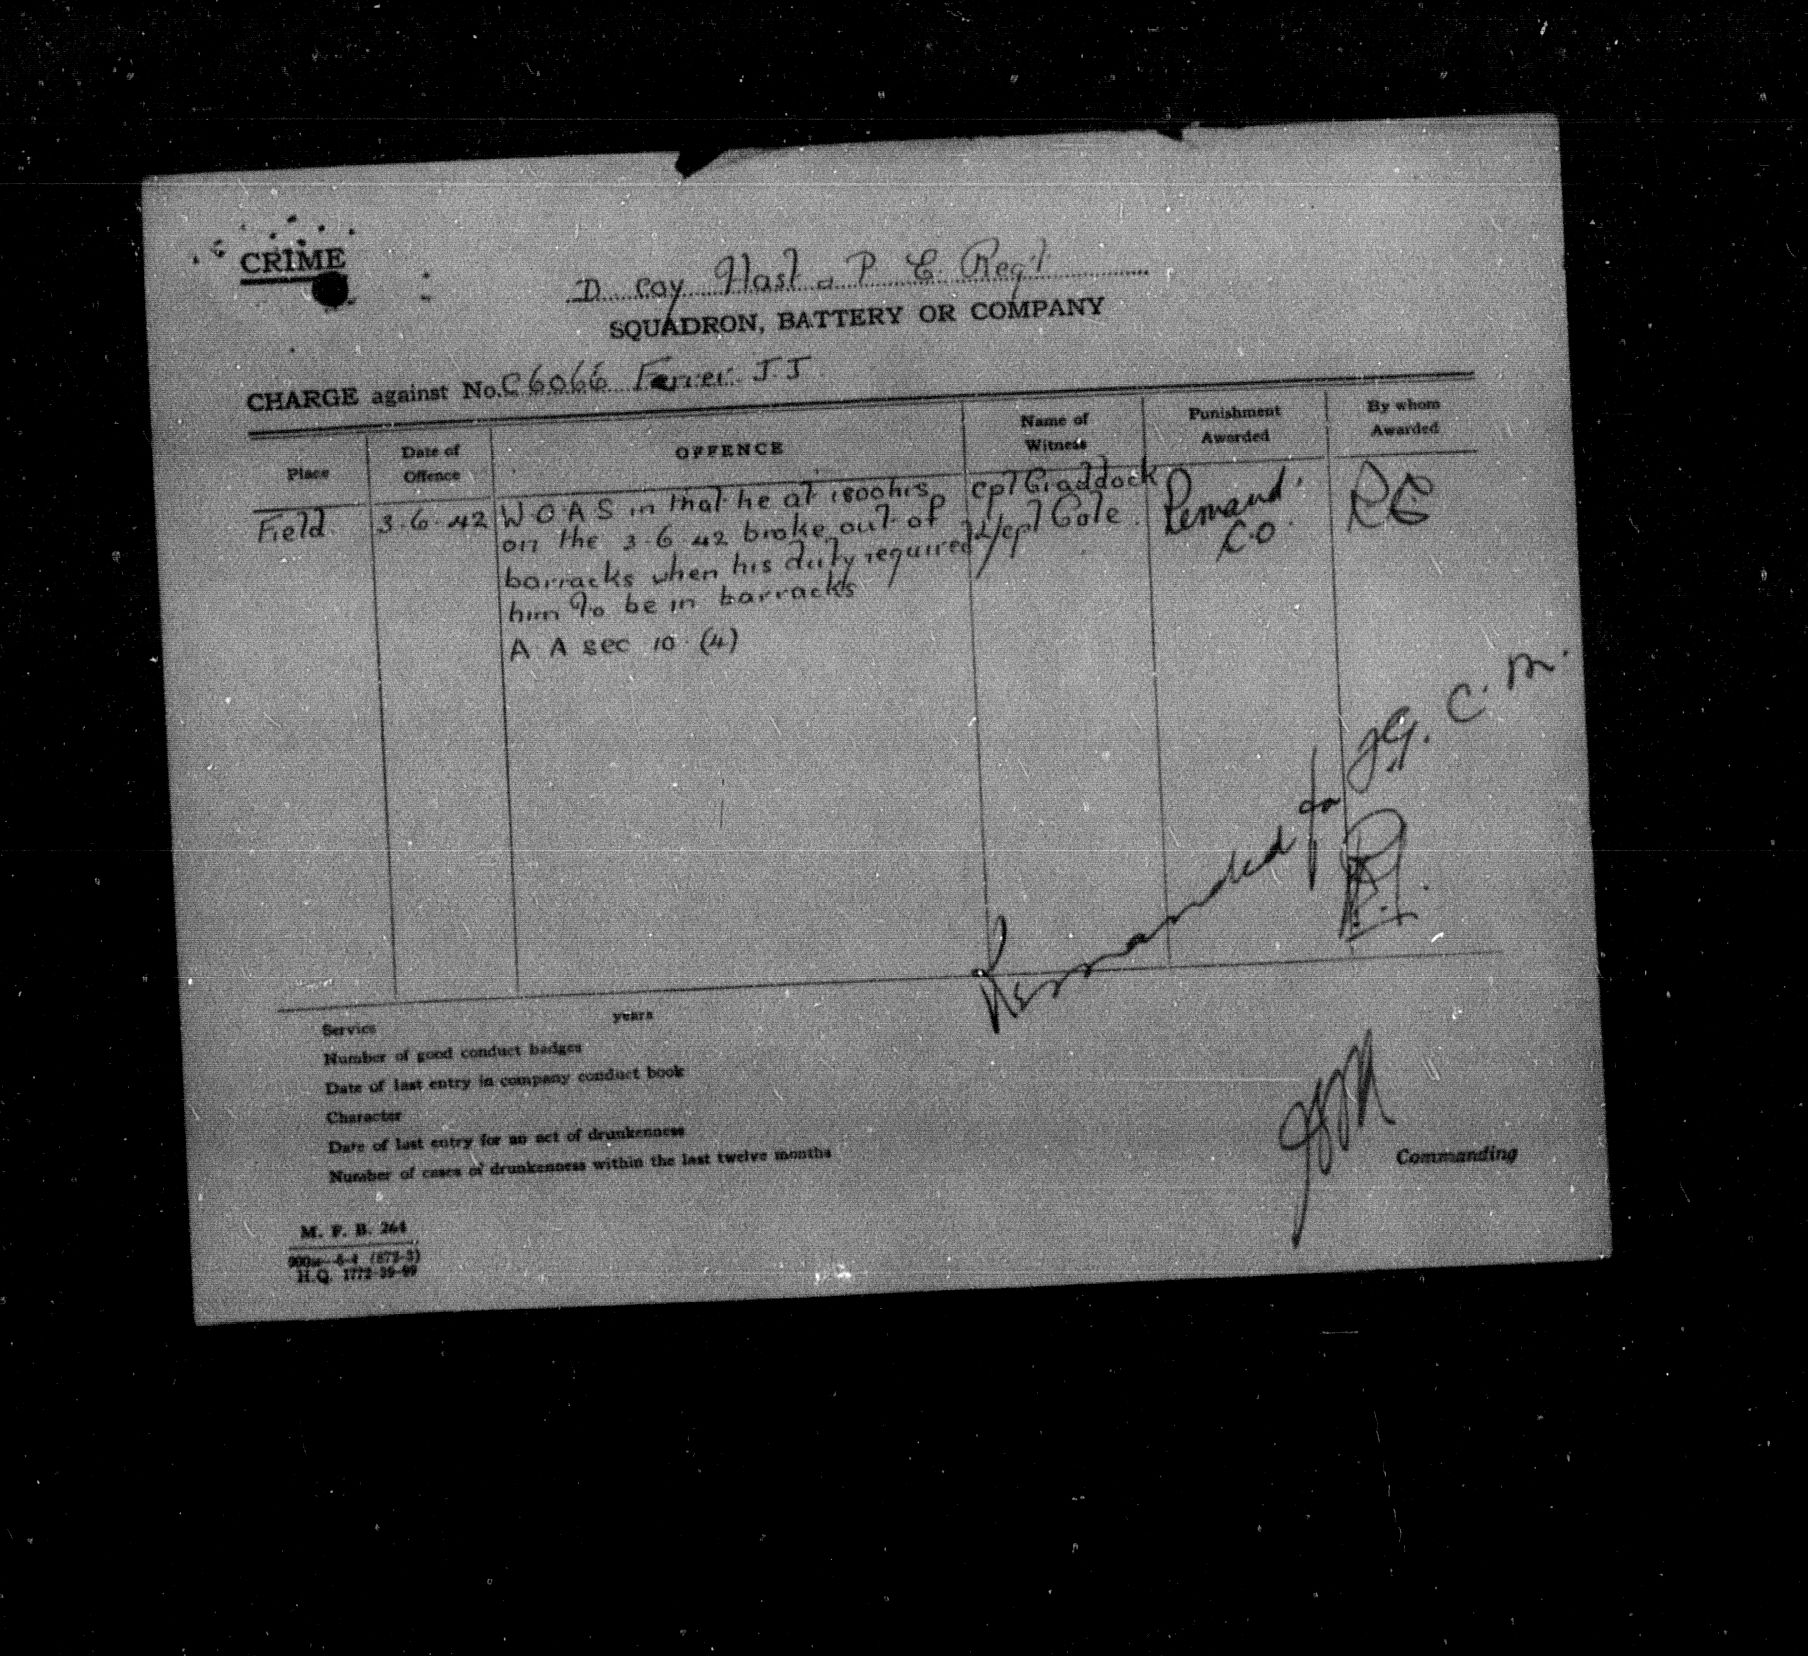 CRIME
D Coy Hast & P E Reg't
SQUADRON, BATTERY OR COMPANY
CHARGE against No. C6066 Farrer J J
Place
Date of Offence
OFFENCE
Name of Witness
Punishment Awarded
By whom Awarded
Field
3.6.42
W O A S in that he at 1800 hrs
on the 3.6.42 broke out of
barracks when his duty required
him to be in barracks
A A sec 10 (4)
Cpl Craddock
L/Cpl Cole
Remand
C.O.
Remanded for F.G.C.M.
Service years
Number of good conduct badges
Date of last entry in company conduct book
Character
Date of last entry for an act of drunkenness
Number of cases of drunkenness within the last twelve months
Commanding
M. F. B. 264
H.Q. 1772-39-99